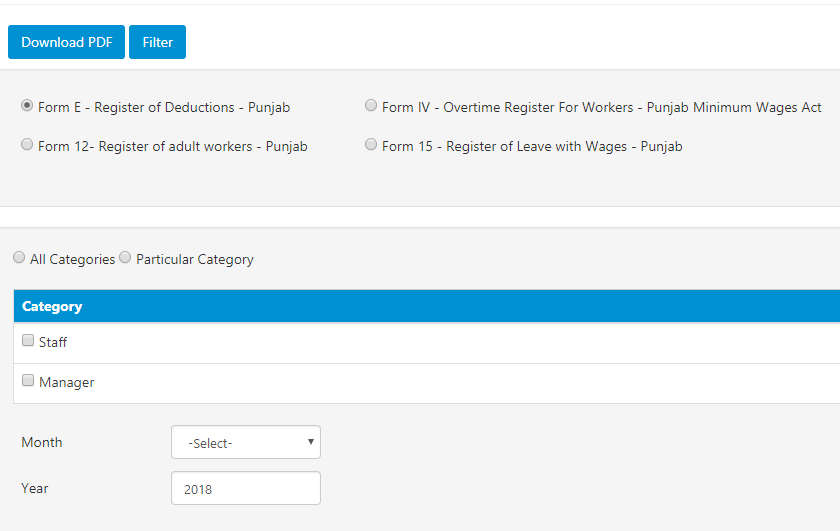 Download PDF Filter
Form E - Register of Deductions - Punjab Form IV - Overtime Register For Workers - Punjab Minimum Wages Act
Form 12- Register of adult workers - Punjab Form 15 - Register of Leave with Wages - Punjab
All Categories Particular Category
Category
Staff
Manager
Month -Select-
Year 2018